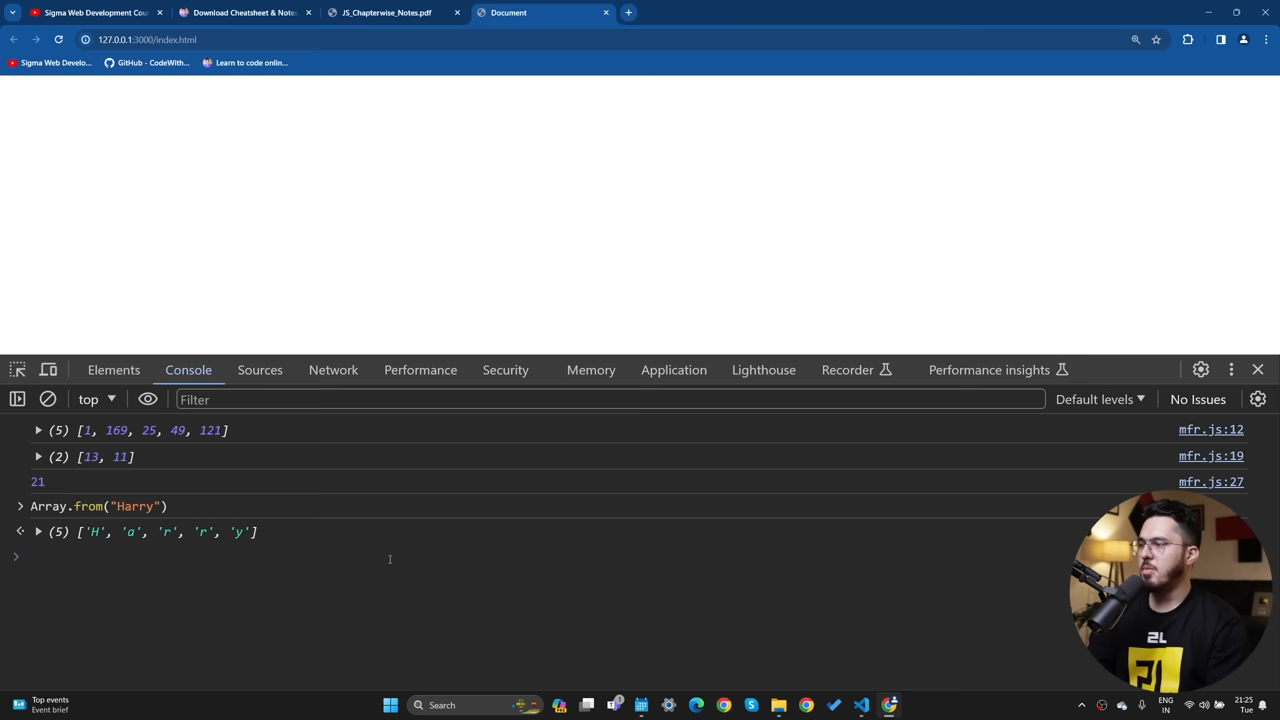 Sigma Web Development Cou
Download Cheatsheet & Note
JS_Chapterwise_Notes.pdf
Document
127.0.0.1:3000/index.html
Sigma Web Develo...
GitHub - CodeWith...
Learn to code onlin...
Elements
Console
Sources
Network
Performance
Security
Memory
Application
Lighthouse
Recorder
Performance insights
top
Filter
Default levels
No Issues
(5) [1, 169, 25, 49, 121]
mfr.js:12
(2) [13, 11]
mfr.js:19
21
mfr.js:27
Array.from("Harry")
(5) ['H', 'a', 'r', 'r', 'y']
Top events
Event brief
Search
ENG
IN
21:25
Tue